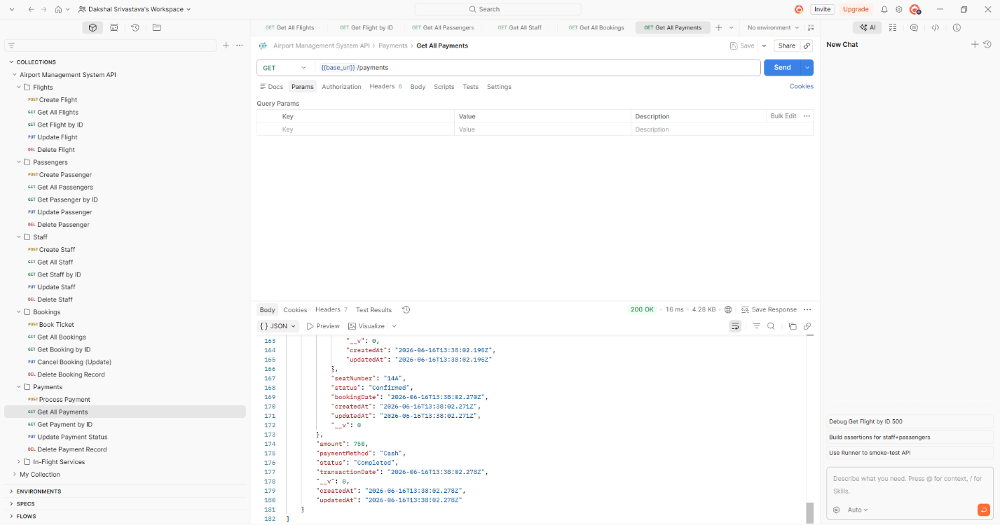 Dakshal Srivastava's Workspace
Search
Invite
Upgrade
GET Get All Flights
GET Get Flight by ID
GET Get All Passengers
GET Get All Staff
GET Get All Bookings
GET Get All Payments
No environment
AI
COLLECTIONS
Airport Management System API
Flights
POST Create Flight
GET Get All Flights
GET Get Flight by ID
PUT Update Flight
DEL Delete Flight
Passengers
POST Create Passenger
GET Get All Passengers
GET Get Passenger by ID
PUT Update Passenger
DEL Delete Passenger
Staff
POST Create Staff
GET Get All Staff
GET Get Staff by ID
PUT Update Staff
DEL Delete Staff
Bookings
POST Book Ticket
GET Get All Bookings
GET Get Booking by ID
PUT Cancel Booking (Update)
DEL Delete Booking Record
Payments
POST Process Payment
GET Get All Payments
GET Get Payment by ID
PUT Update Payment Status
DEL Delete Payment Record
In-Flight Services
My Collection
ENVIRONMENTS
SPECS
FLOWS
HTTP Airport Management System API > Payments > Get All Payments
Save
Share
GET
{{base_url}} /payments
Send
Docs Params Authorization Headers 6 Body Scripts Tests Settings
Cookies
Query Params
Key Value Description Bulk Edit
Key Value Description
Body Cookies Headers 7 Test Results
200 OK • 16 ms • 4.28 KB
Save Response
{} JSON Preview Visualize
163 "__v": 0,
164 "createdAt": "2026-06-16T13:38:02.195Z",
165 "updatedAt": "2026-06-16T13:38:02.195Z"
166 },
167 "seatNumber": "14A",
168 "status": "Confirmed",
169 "bookingDate": "2026-06-16T13:38:02.270Z",
170 "createdAt": "2026-06-16T13:38:02.271Z",
171 "updatedAt": "2026-06-16T13:38:02.271Z",
172 "__v": 0
173 },
174 "amount": 750,
175 "paymentMethod": "Cash",
176 "status": "Completed",
177 "transactionDate": "2026-06-16T13:38:02.278Z",
178 "__v": 0,
179 "createdAt": "2026-06-16T13:38:02.278Z",
180 "updatedAt": "2026-06-16T13:38:02.278Z"
181 }
182 ]
New Chat
Debug Get Flight by ID 500
Build assertions for staff+passengers
Use Runner to smoke-test API
Describe what you need. Press @ for context, / for
Skills.
Auto